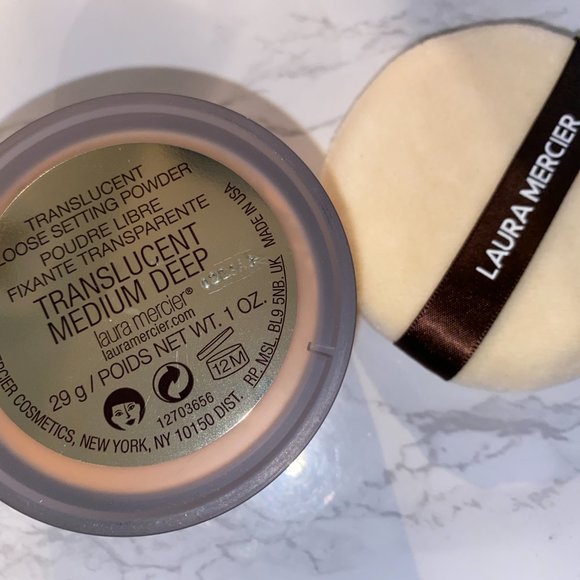 TRANSLUCENT
LOOSE SETTING POWDER
POUDRE LIBRE
FIXANTE TRANSPARENTE
TRANSLUCENT
MEDIUM DEEP
laura mercier®
lauramercier.com
29 g / POIDS NET WT. 1 OZ.
12M
12703656
COSMETICS, NEW YORK, NY 10150 DIST. RP. MSL, BL9 5NB. UK MADE IN USA
LAURA MERCIER